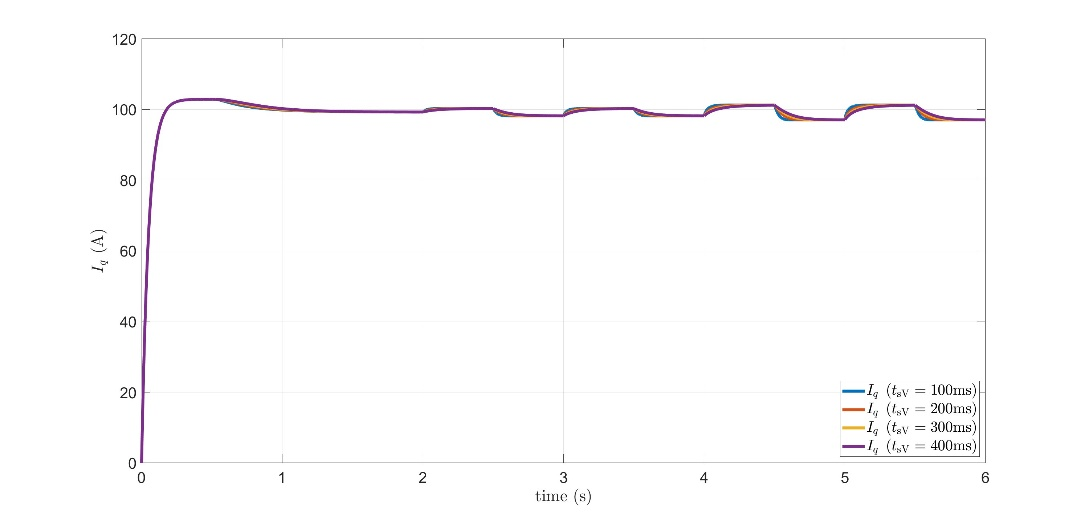 120
100
80
60
40
20
0
I_q (A)
0 1 2 3 4 5 6
time (s)
I_q (t_sV = 100ms)
I_q (t_sV = 200ms)
I_q (t_sV = 300ms)
I_q (t_sV = 400ms)